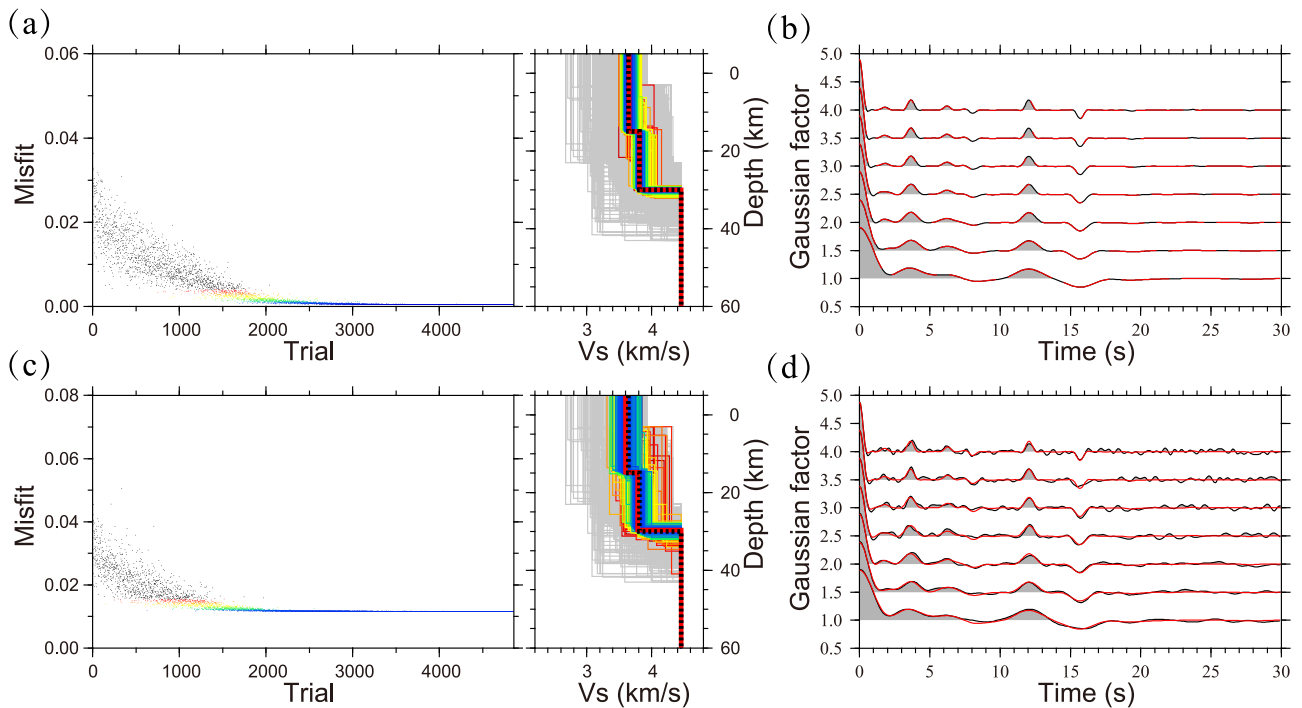 (a)
0.06
0.04
0.02
0.00
Misfit
0 1000 2000 3000 4000
Trial
3 4
Vs (km/s)
0
20
40
60
Depth (km)
(b)
5.0
4.5
4.0
3.5
3.0
2.5
2.0
1.5
1.0
0.5
Gaussian factor
0 5 10 15 20 25 30
Time (s)
(c)
0.08
0.06
0.04
0.02
0.00
Misfit
0 1000 2000 3000 4000
Trial
3 4
Vs (km/s)
0
20
40
60
Depth (km)
(d)
5.0
4.5
4.0
3.5
3.0
2.5
2.0
1.5
1.0
0.5
Gaussian factor
0 5 10 15 20 25 30
Time (s)